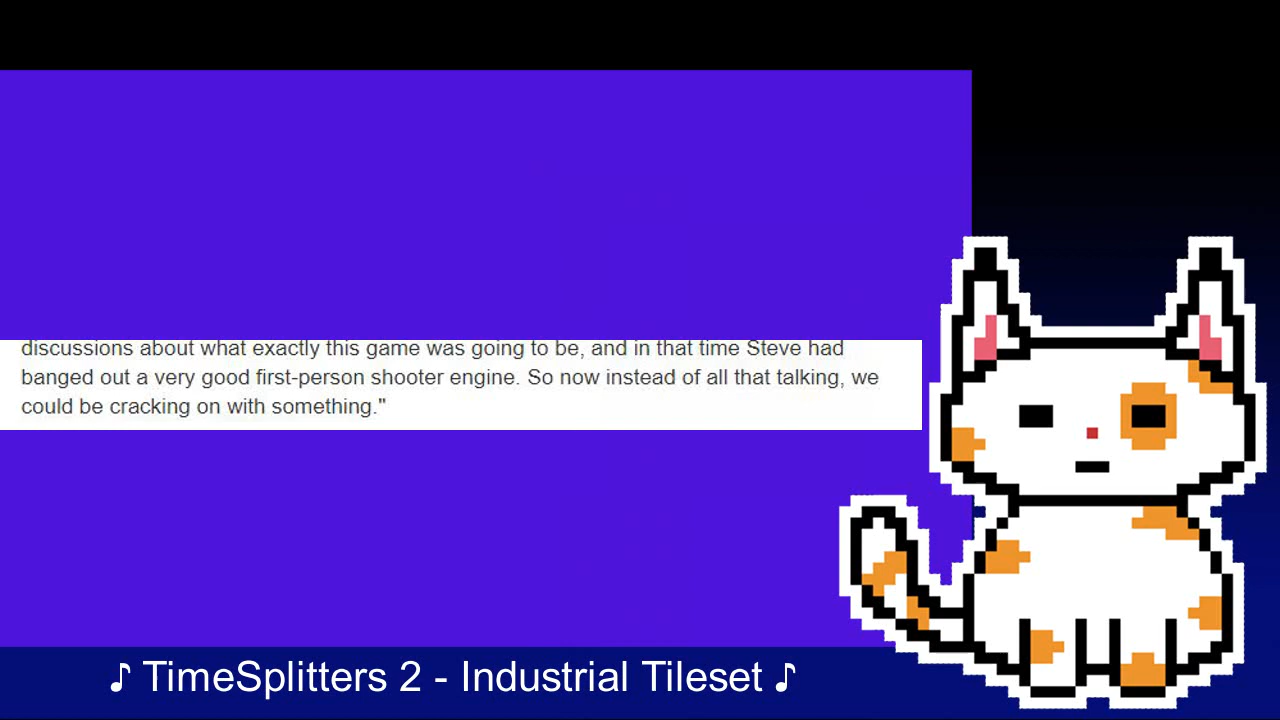 discussions about what exactly this game was going to be, and in that time Steve had
banged out a very good first-person shooter engine. So now instead of all that talking, we
could be cracking on with something."
♪ TimeSplitters 2 - Industrial Tileset ♪